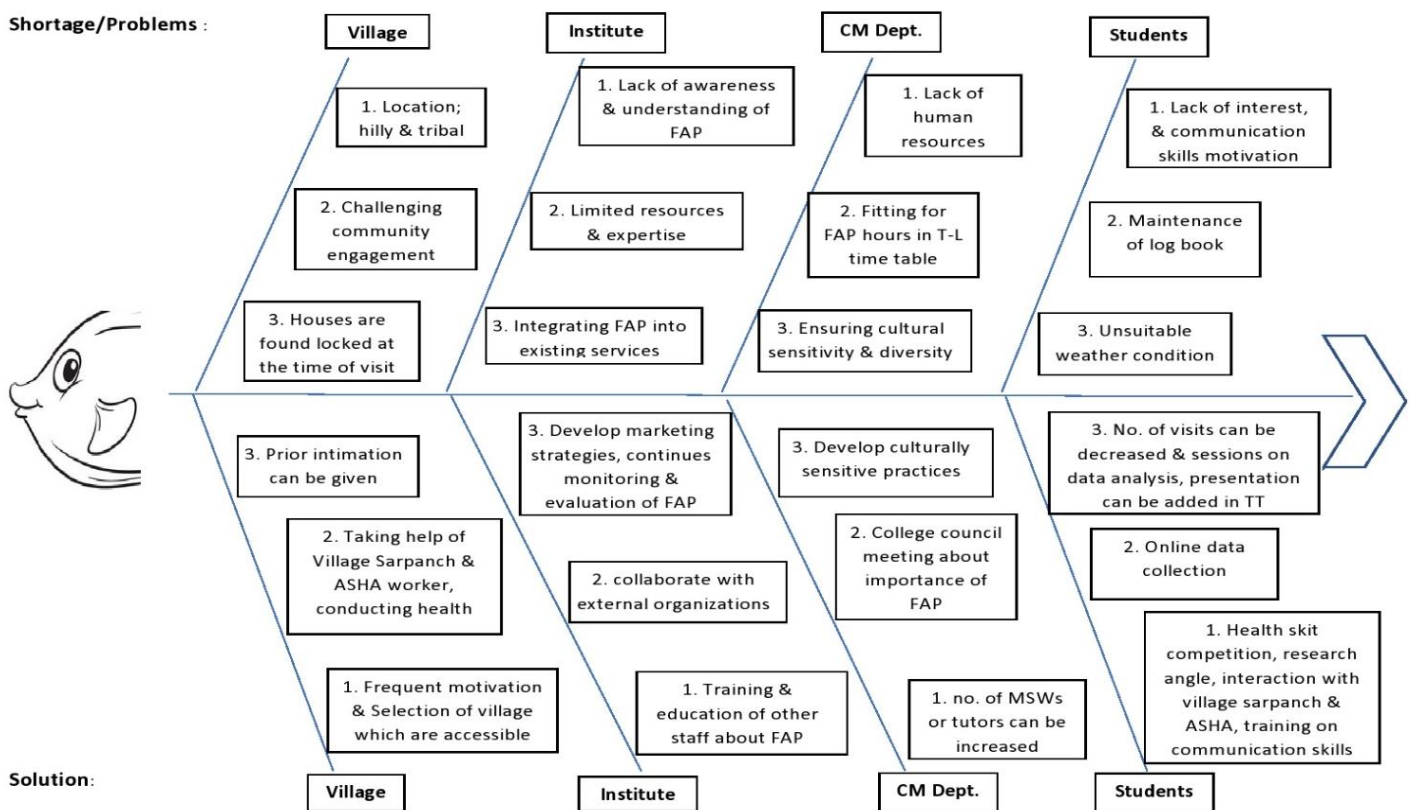 Shortage/Problems :
Village
Institute
CM Dept.
Students
1. Location;
hilly & tribal
2. Challenging
community
engagement
3. Houses are
found locked at
the time of visit
1. Lack of awareness
& understanding of
FAP
2. Limited resources
& expertise
3. Integrating FAP into
existing services
1. Lack of
human
resources
2. Fitting for
FAP hours in T-L
time table
3. Ensuring cultural
sensitivity & diversity
1. Lack of interest,
& communication
skills motivation
2. Maintenance
of log book
3. Unsuitable
weather condition
3. Prior intimation
can be given
2. Taking help of
Village Sarpanch &
ASHA worker,
conducting health
1. Frequent motivation
& Selection of village
which are accessible
3. Develop marketing
strategies, continues
monitoring &
evaluation of FAP
2. collaborate with
external organizations
1. Training &
education of other
staff about FAP
3. Develop culturally
sensitive practices
2. College council
meeting about
importance of
FAP
1. no. of MSWs
or tutors can be
increased
3. No. of visits can be
decreased & sessions on
data analysis, presentation
can be added in TT
2. Online data
collection
1. Health skit
competition, research
angle, interaction with
village sarpanch &
ASHA, training on
communication skills
Solution:
Village
Institute
CM Dept.
Students